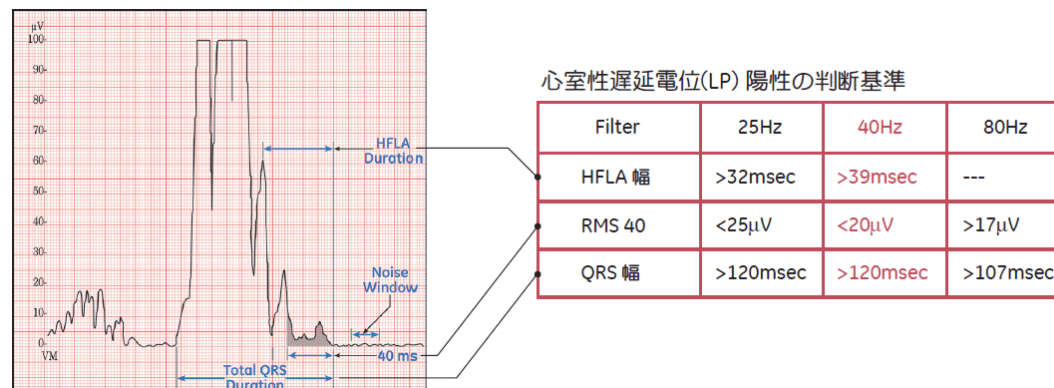 μV
100-
90-
80-
70-
60-
50-
40-
30-
20-
10-
0-
VM
HFLA
Duration
Noise
Window
40 ms
Total QRS
Duration
心室性遅延電位(LP) 陽性の判断基準
Filter 25Hz 40Hz 80Hz
HFLA 幅 >32msec >39msec ---
RMS 40 <25μV <20μV >17μV
QRS 幅 >120msec >120msec >107msec